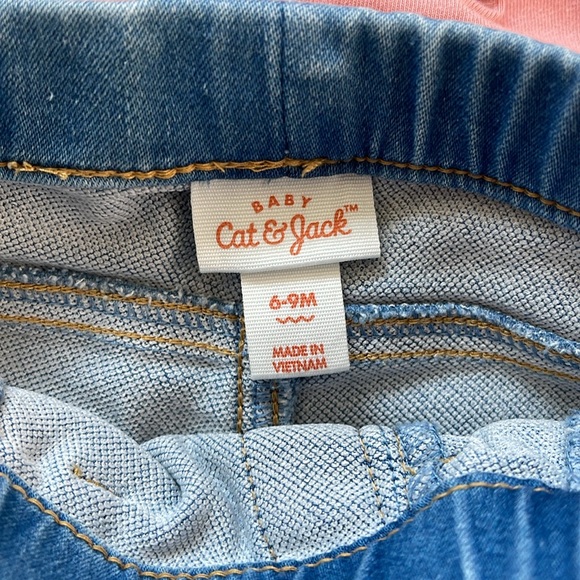 BABY
Cat & Jack™
6-9M
MADE IN
VIETNAM